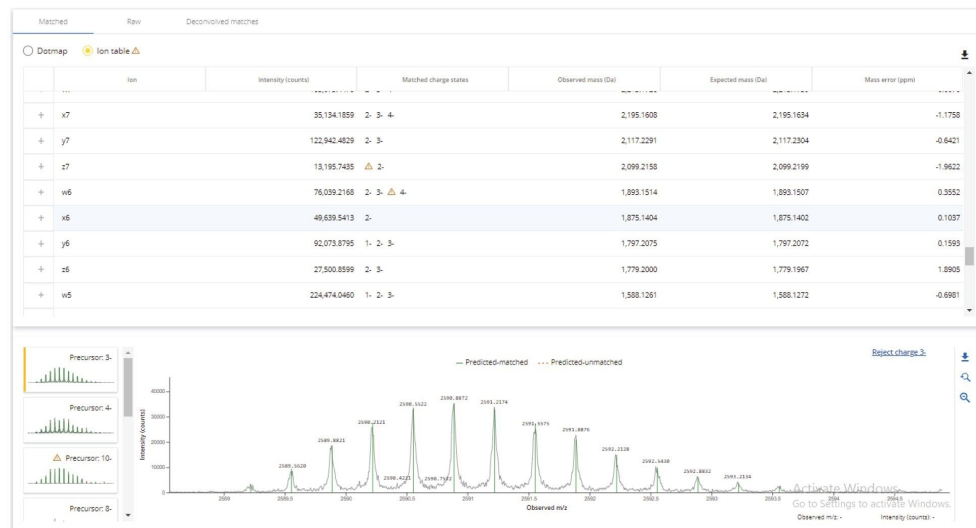 Matched Raw Deconvolved matches
Dotmap Ion table
Ion Intensity (counts) Matched charge states Observed mass (Da) Expected mass (Da) Mass error (ppm)
+ x7 35,134.1859 2- 3- 4- 2,195.1608 2,195.1634 -1.1758
+ y7 122,942.4829 2- 3- 2,117.2291 2,117.2304 -0.6421
+ z7 13,195.7435 2- 2,099.2158 2,099.2199 -1.9622
+ w6 76,039.2168 2- 3- 4- 1,893.1514 1,893.1507 0.3552
+ x6 49,639.5413 2- 1,875.1404 1,875.1402 0.1037
+ y6 92,073.8795 1- 2- 3- 1,797.2075 1,797.2072 0.1593
+ z6 27,500.8599 2- 3- 1,779.2000 1,779.1967 1.8905
+ w5 224,474.0460 1- 2- 3- 1,588.1261 1,588.1272 -0.6981
Precursor: 3-
Precursor: 4-
Precursor: 10-
Precursor: 8-
Predicted-matched Predicted-unmatched
Reject charge 3-
Intensity (counts)
40000
30000
20000
10000
0
2589.5620
2589.8821
2590.2121
2590.4221
2590.5522
2590.8872
2591.2174
2591.5575
2591.8876
2592.2128
2592.5430
2592.8832
2593.2134
2589 2589.5 2590 2590.5 2591 2591.5 2592 2592.5 2593 2593.5 2594 2594.5
Observed m/z
Activate Windows
Go to Settings to activate Windows.
Observed m/z: - Intensity (counts): -